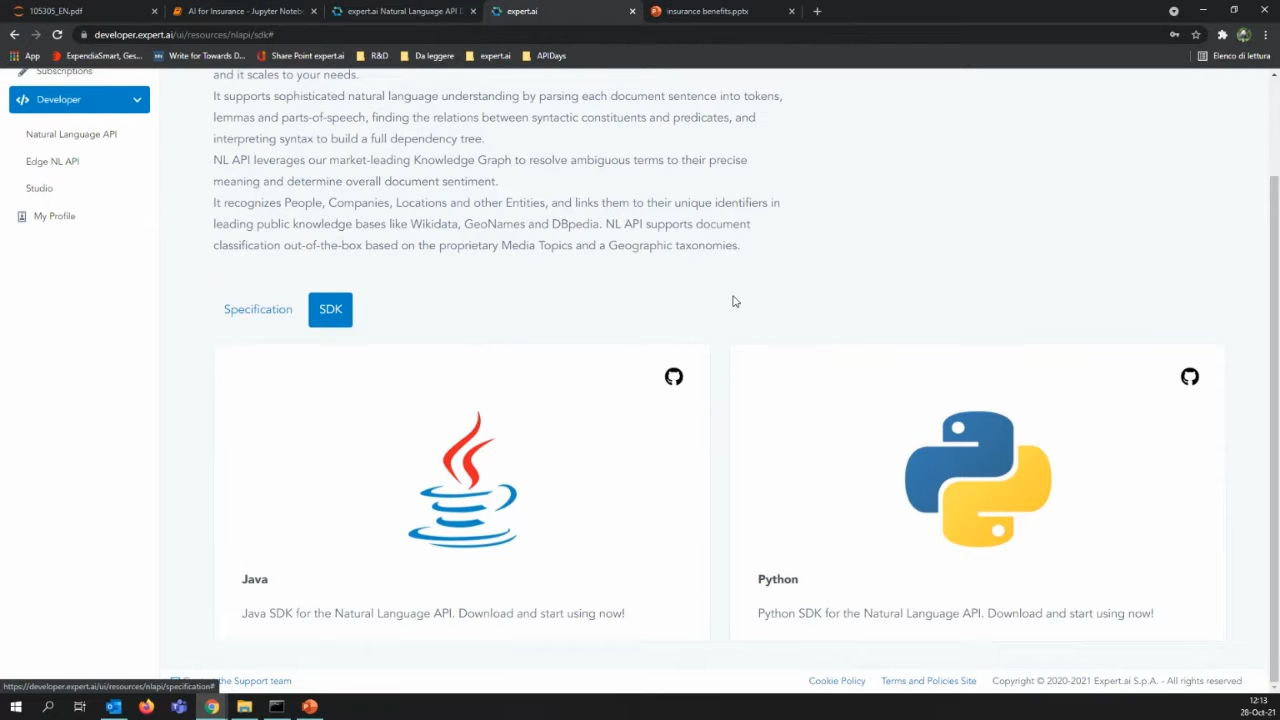 105305_EN.pdf
AI for Insurance - Jupyter Noteb
expert.ai Natural Language API D
expert.ai
insurance benefits.pptx
developer.expert.ai/ui/resources/nlapi/sdk#
App
ExpendiaSmart, Ges...
Write for Towards D...
Share Point expert.ai
R&D
Da leggere
expert.ai
APIDays
Elenco di lettura
Subscriptions
Developer
Natural Language API
Edge NL API
Studio
My Profile
and it scales to your needs.
It supports sophisticated natural language understanding by parsing each document sentence into tokens,
lemmas and parts-of-speech, finding the relations between syntactic constituents and predicates, and
interpreting syntax to build a full dependency tree.
NL API leverages our market-leading Knowledge Graph to resolve ambiguous terms to their precise
meaning and determine overall document sentiment.
It recognizes People, Companies, Locations and other Entities, and links them to their unique identifiers in
leading public knowledge bases like Wikidata, GeoNames and DBpedia. NL API supports document
classification out-of-the-box based on the proprietary Media Topics and a Geographic taxonomies.
Specification
SDK
Java
Java SDK for the Natural Language API. Download and start using now!
Python
Python SDK for the Natural Language API. Download and start using now!
the Support team
Cookie Policy
Terms and Policies Site
Copyright © 2020-2021 Expert.ai S.p.A. - All rights reserved
https://developer.expert.ai/ui/resources/nlapi/specification#
12:13
28-Oct-21